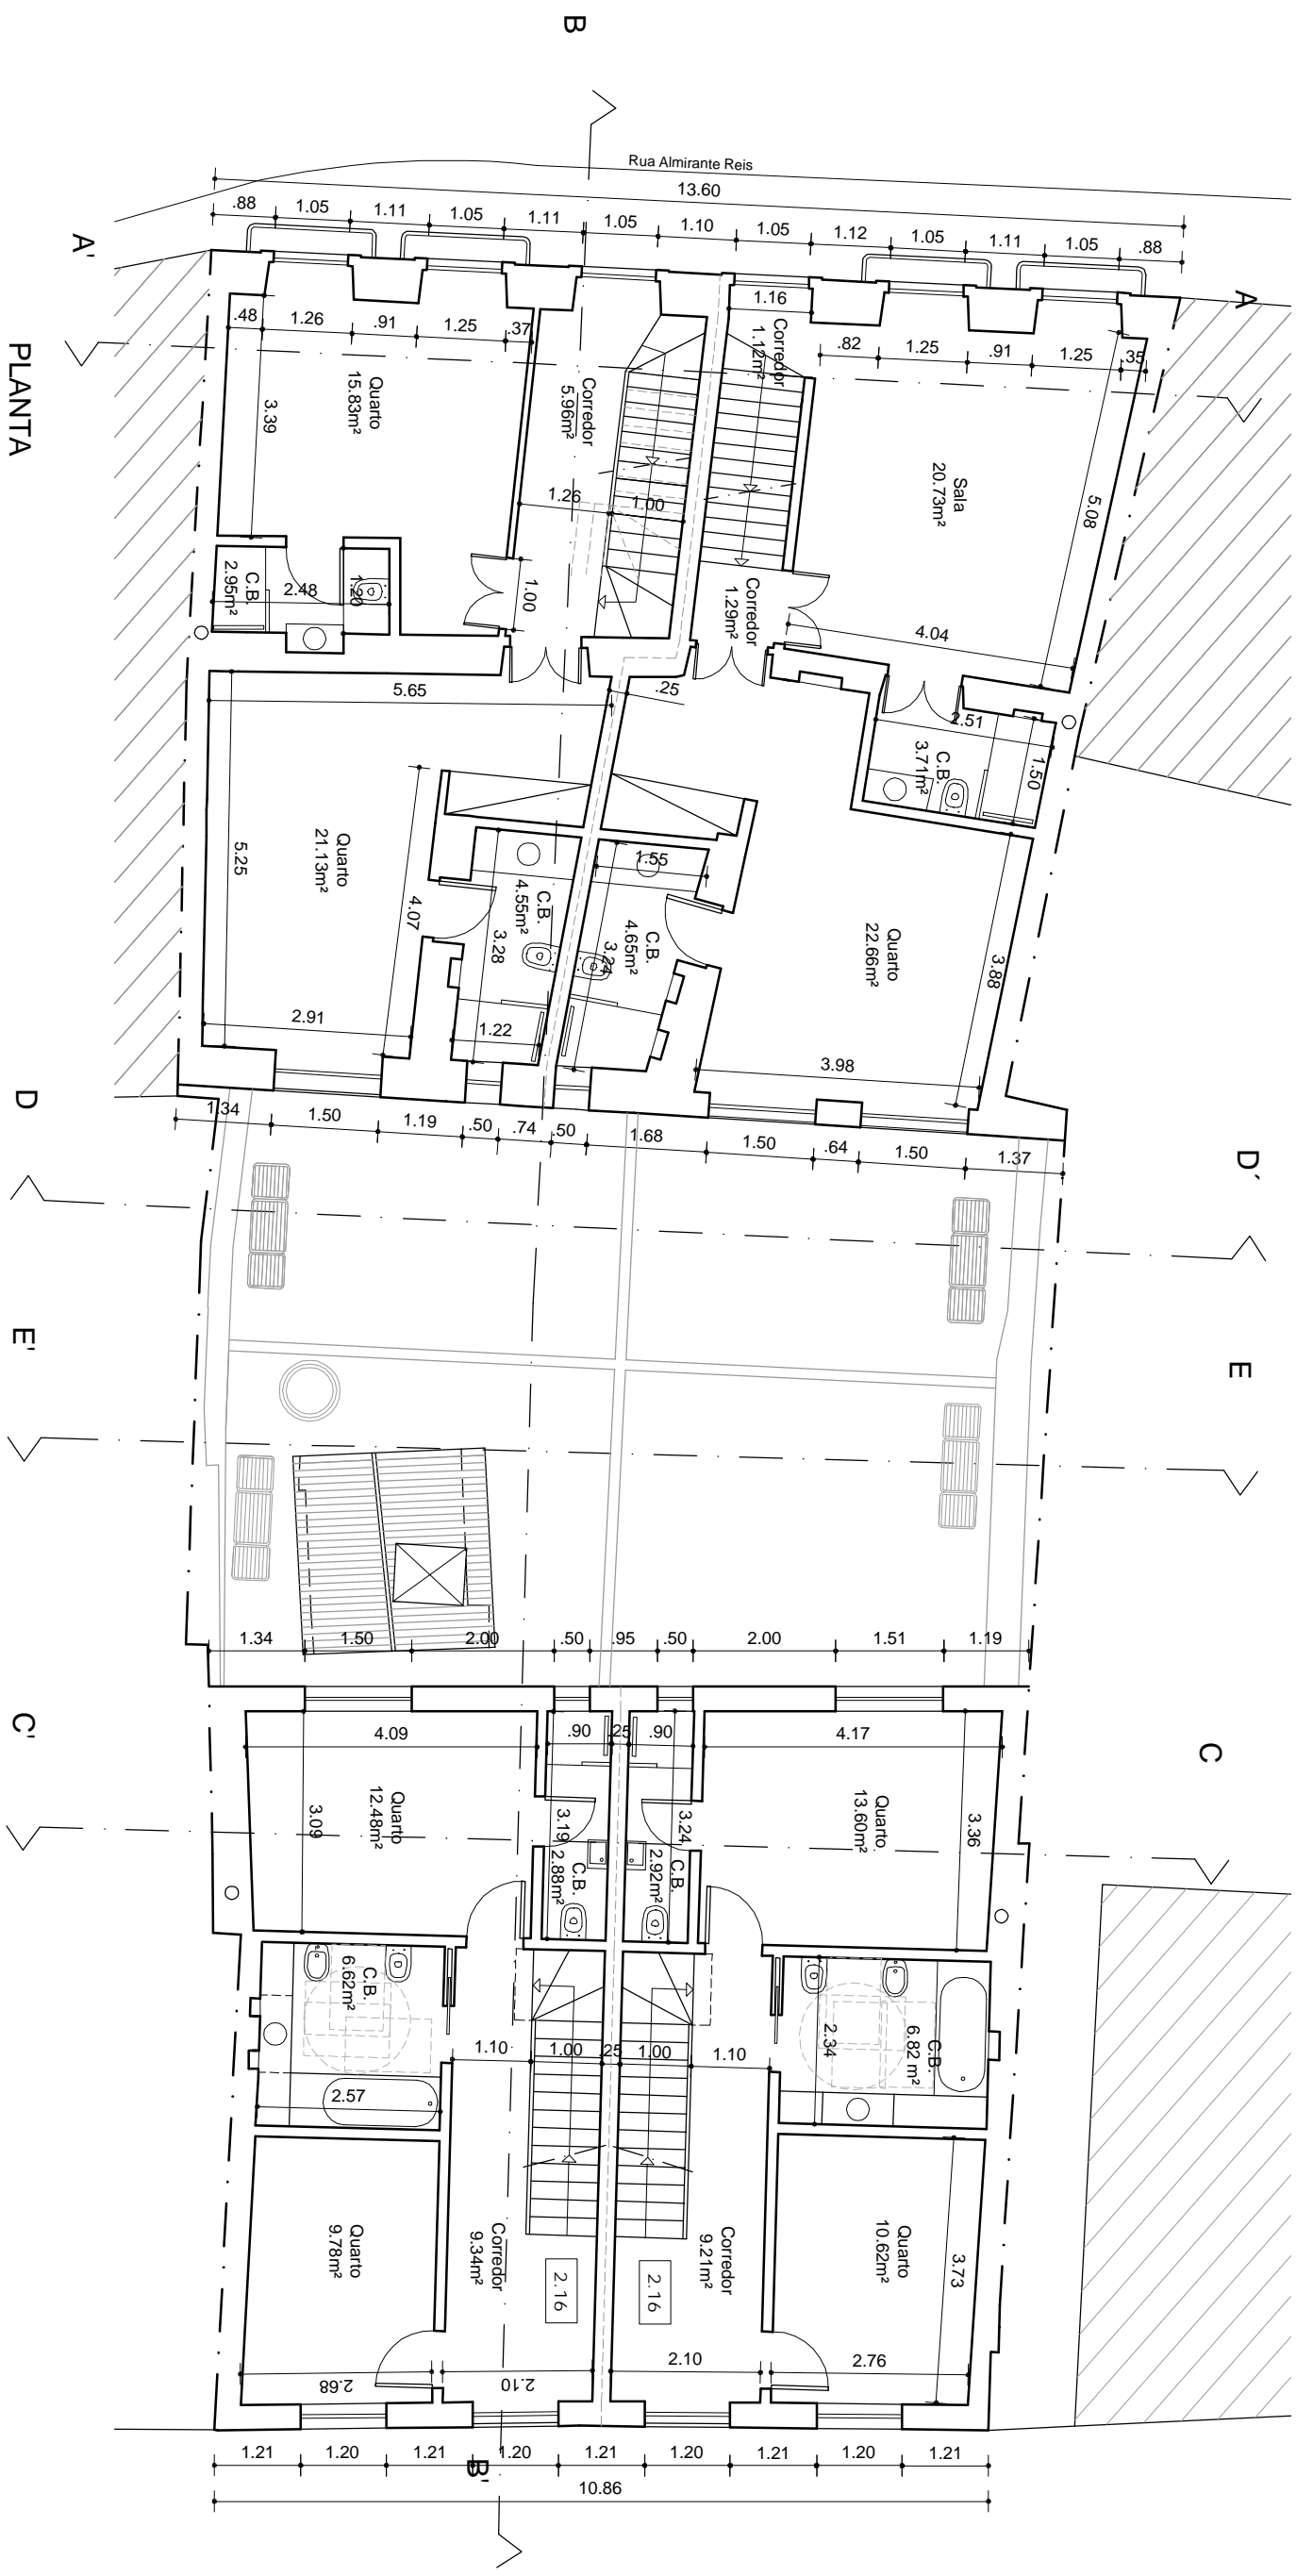 B
Rua Almirante Reis
13.60
.88
1.05
1.11
1.05
1.11
1.05
1.10
1.05
1.12
1.05
1.11
1.05
.88
A'
A
PLANTA
.48
1.26
.91
1.25
.37
1.16
.82
1.25
.91
1.25
.35
Corredor
1.12m²
Quarto
15.83m²
3.39
Corredor
5.96m²
1.26
1.00
Sala
20.73m²
5.08
C.B.
2.95m²
2.48
1.20
1.00
Corredor
1.29m²
4.04
5.65
.25
2.51
C.B.
3.71m²
1.50
Quarto
21.13m²
5.25
4.07
C.B.
4.55m²
3.28
1.22
2.91
1.55
C.B.
4.65m²
3.24
Quarto
22.66m²
3.88
3.98
D
D'
1.34
1.50
1.19
.50
.74
.50
1.68
1.50
.64
1.50
1.37
E'
E
1.34
1.50
2.00
.50
.95
.50
2.00
1.51
1.19
C'
C
4.09
.90
.25
.90
4.17
Quarto
12.48m²
3.09
3.19
C.B.
2.88m²
3.24
C.B.
2.92m²
Quarto
13.60m²
3.36
C.B.
6.62m²
2.57
1.10
1.00
.25
1.00
1.10
2.34
C.B.
6.82 m²
Quarto
9.78m²
Corredor
9.34m²
2.16
2.16
Corredor
9.21m²
Quarto
10.62m²
3.73
2.68
2.10
2.10
2.76
1.21
1.20
1.21
1.20
1.21
1.20
1.21
1.20
1.21
B'
10.86